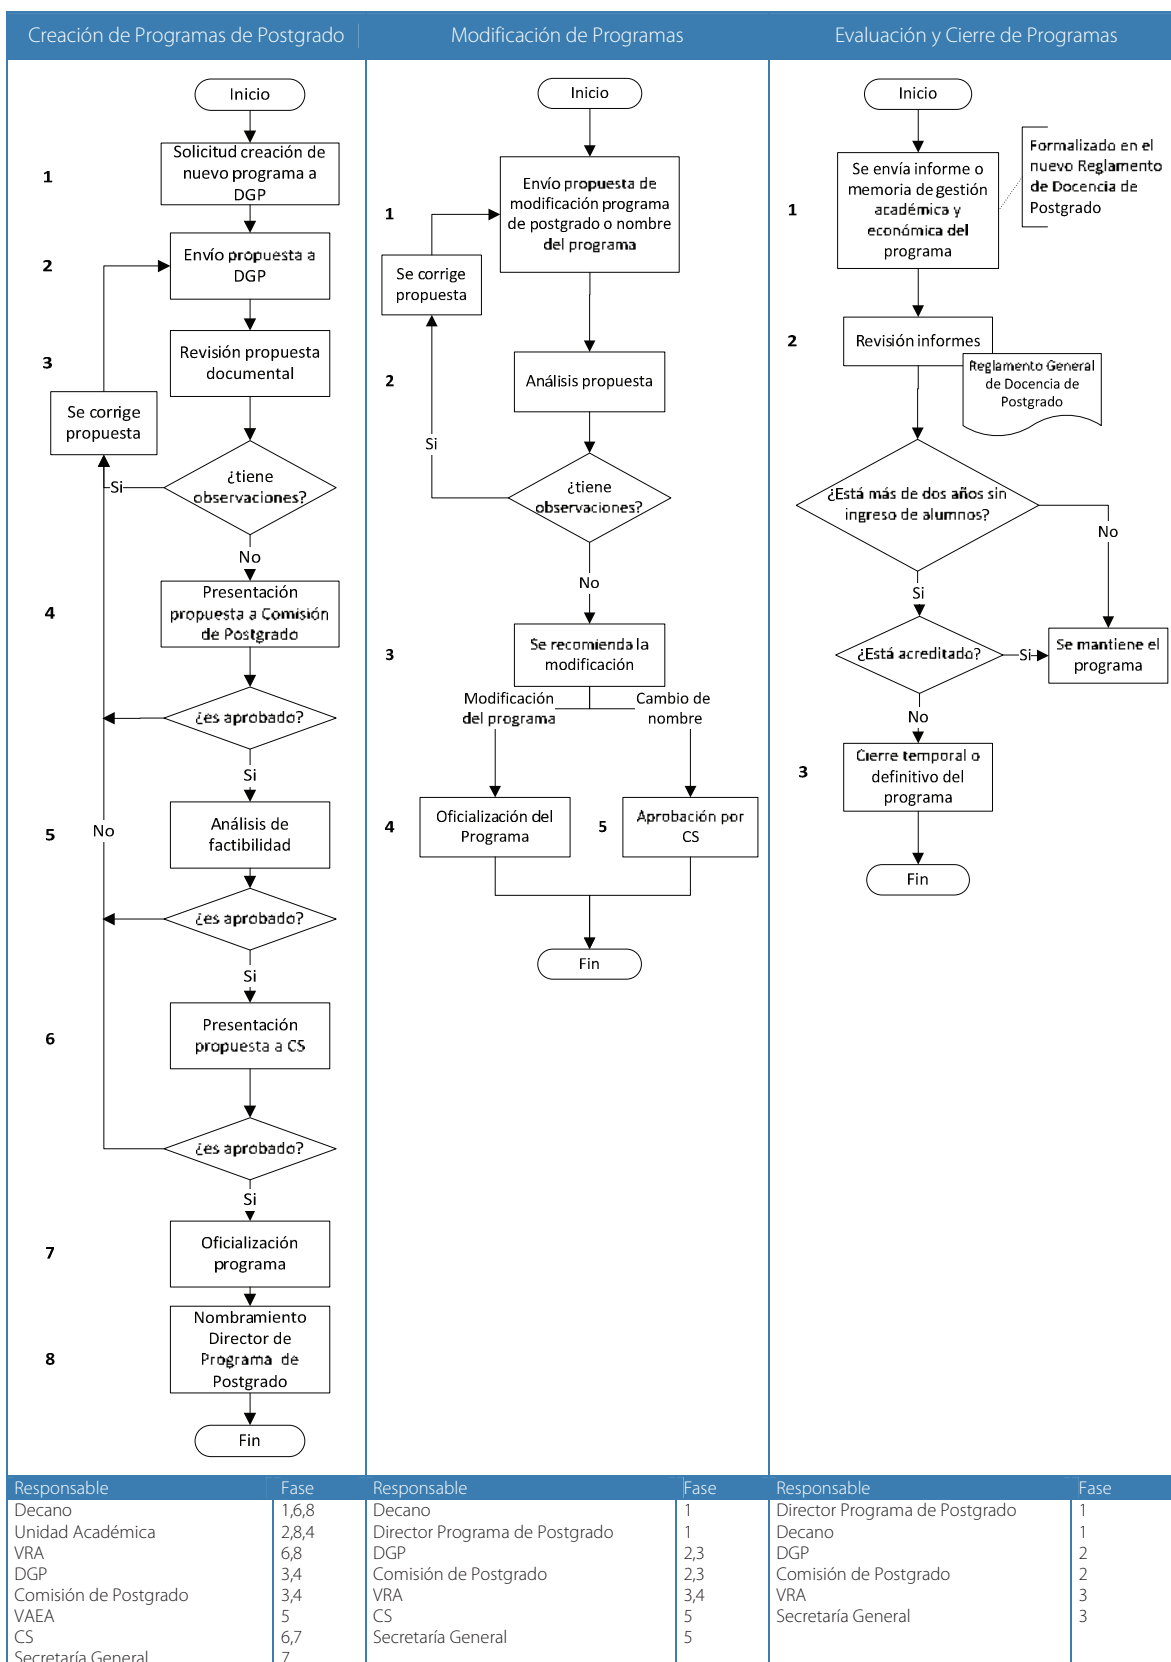 Creación de Programas de Postgrado
Modificación de Programas
Evaluación y Cierre de Programas
Inicio
1
Solicitud creación de
nuevo programa a
DGP
2
Envío propuesta a
DGP
3
Revisión propuesta
documental
Se corrige
propuesta
¿tiene
observaciones?
Si
No
4
Presentación
propuesta a Comisión
de Postgrado
¿es aprobado?
Si
No
5
Análisis de
factibilidad
¿es aprobado?
Si
6
Presentación
propuesta a CS
¿es aprobado?
Si
7
Oficialización
programa
8
Nombramiento
Director de
Programa de
Postgrado
Fin
Inicio
1
Envío propuesta de
modificación programa
de postgrado o nombre
del programa
Se corrige
propuesta
2
Análisis propuesta
Si
¿tiene
observaciones?
No
3
Se recomienda la
modificación
Modificación
del programa
Cambio de
nombre
4
Oficialización del
Programa
5
Aprobación por
CS
Fin
Inicio
1
Se envía informe o
memoria de gestión
académica y
económica del
programa
Formalizado en el
nuevo Reglamento
de Docencia de
Postgrado
2
Revisión informes
Reglamento General
de Docencia de
Postgrado
¿Está más de dos años sin
ingreso de alumnos?
No
Si
¿Está acreditado?
Si
Se mantiene el
programa
No
3
Cierre temporal o
definitivo del
programa
Fin
Responsable Fase
Decano 1,6,8
Unidad Académica 2,8,4
VRA 6,8
DGP 3,4
Comisión de Postgrado 3,4
VAEA 5
CS 6,7
Secretaría General 7
Responsable Fase
Decano 1
Director Programa de Postgrado 1
DGP 2,3
Comisión de Postgrado 2,3
VRA 3,4
CS 5
Secretaría General 5
Responsable Fase
Director Programa de Postgrado 1
Decano 1
DGP 2
Comisión de Postgrado 2
VRA 3
Secretaría General 3